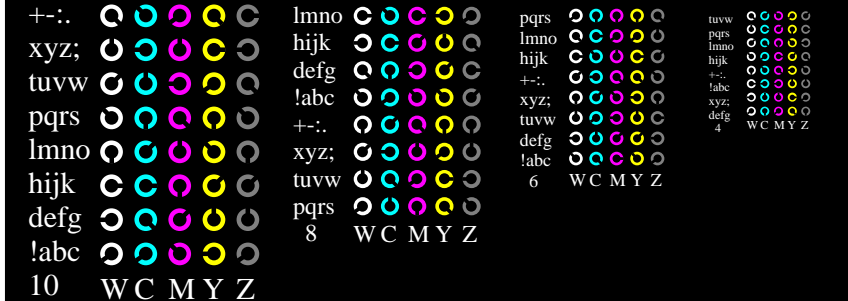 +-:.
xyz;
tuvw
pqrs
lmno
hijk
defg
!abc
10 W C M Y Z
lmno
hijk
defg
!abc
+-:.
xyz;
tuvw
pqrs
8 W C M Y Z
pqrs
lmno
hijk
+-:.
xyz;
tuvw
defg
!abc
6 W C M Y Z
tuvw
pqrs
lmno
hijk
+-:.
!abc
xyz;
defg
4 W C M Y Z